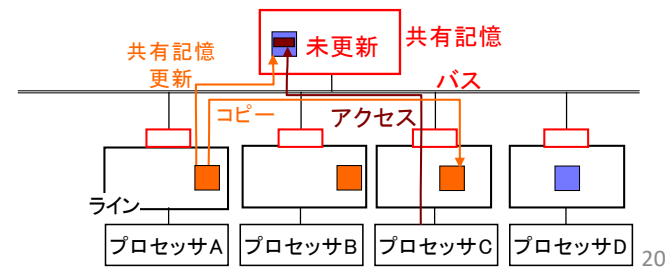 未更新
共有記憶
共有記憶
更新
バス
コピー
アクセス
ライン
プロセッサA
プロセッサB
プロセッサC
プロセッサD
20